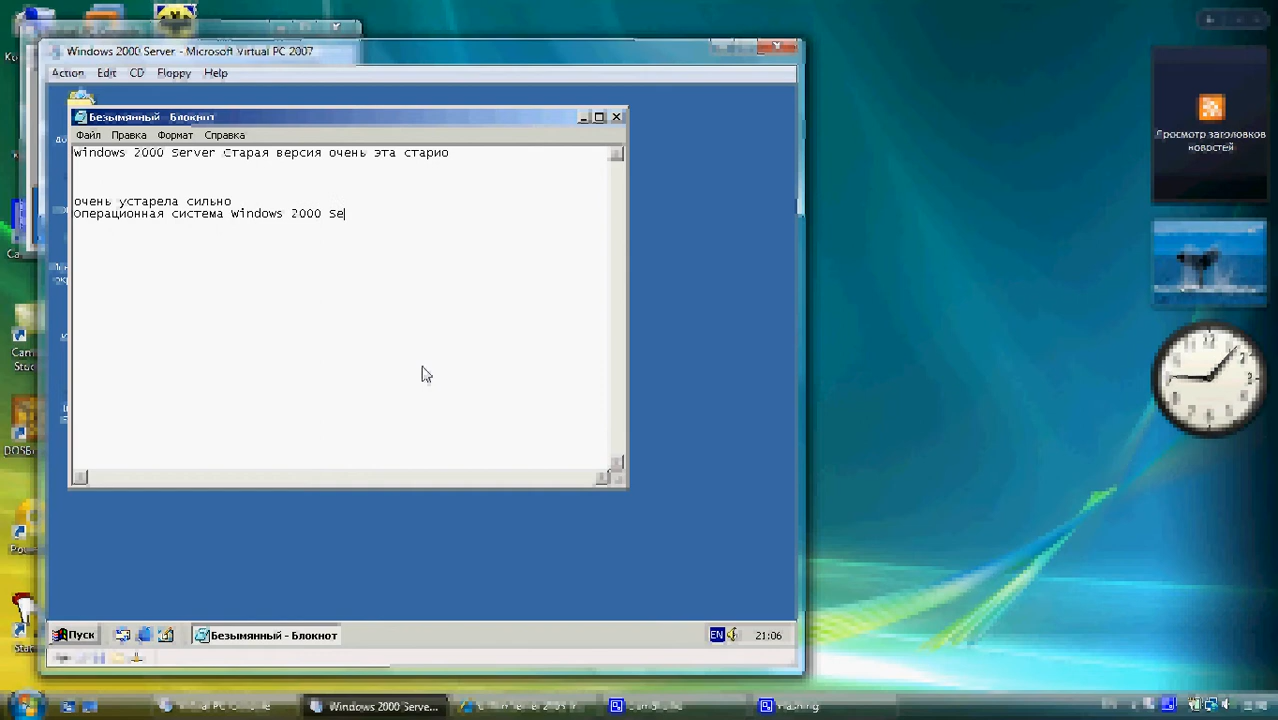 Windows 2000 Server - Microsoft Virtual PC 2007
Action Edit CD Floppy Help
Безымянный - Блокнот
Файл Правка Формат Справка
Windows 2000 Server Старая версия очень эта старио
очень устарела сильно
Операционная система Windows 2000 Se
Просмотр заголовков
новостей
Пуск
Безымянный - Блокнот
EN
21:06
Windows 2000 Serve...